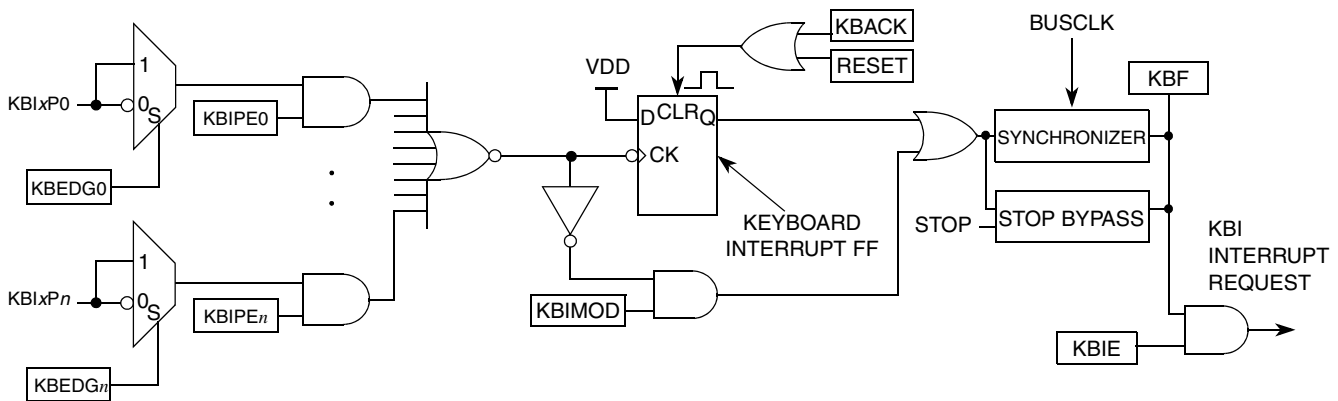 KBIxP0
1
0
S
KBEDG0
KBIPE0
KBIxPn
1
0
S
KBEDGn
KBIPEn
VDD
D
CLR
Q
CK
KBACK
RESET
KEYBOARD
INTERRUPT FF
KBIMOD
BUSCLK
SYNCHRONIZER
STOP
STOP BYPASS
KBF
KBI
INTERRUPT
REQUEST
KBIE